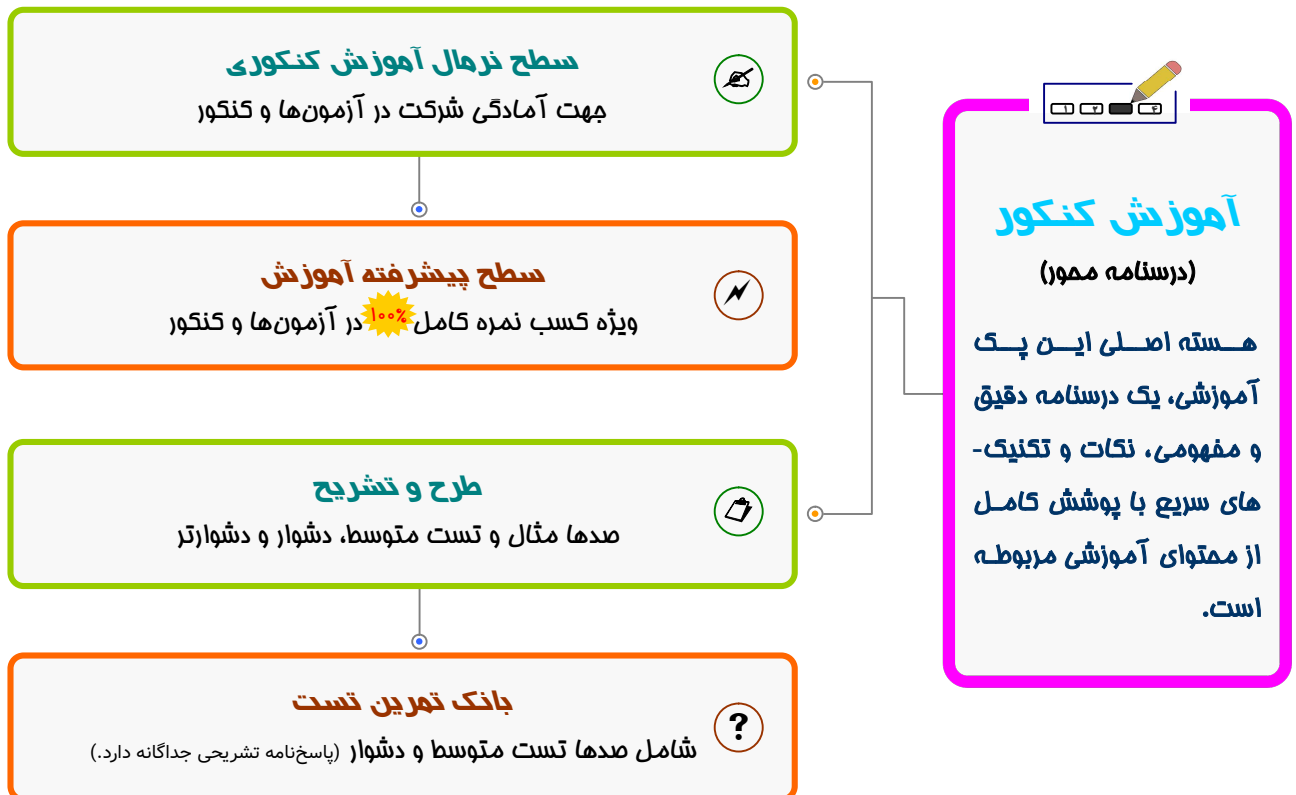 آموزش کنکور
(درسنامه محور)
هسته اصلی این پک
آموزشی، یک درسنامه دقیق
و مفهومی، نکات و تکنیک-
های سریع با پوشش کامل
از محتوای آموزشی مربوطه
است.
سطح نرمال آموزش کنکوری
جهت آمادگی شرکت در آزمون‌ها و کنکور
سطح پیشرفته آموزش
ویژه کسب نمره کامل ۱۰۰% در آزمون‌ها و کنکور
طرح و تشریح
صدها مثال و تست متوسط، دشوار و دشوارتر
بانک تمرین تست
?
شامل صدها تست متوسط و دشوار (پاسخ‌نامه تشریحی جداگانه دارد.)